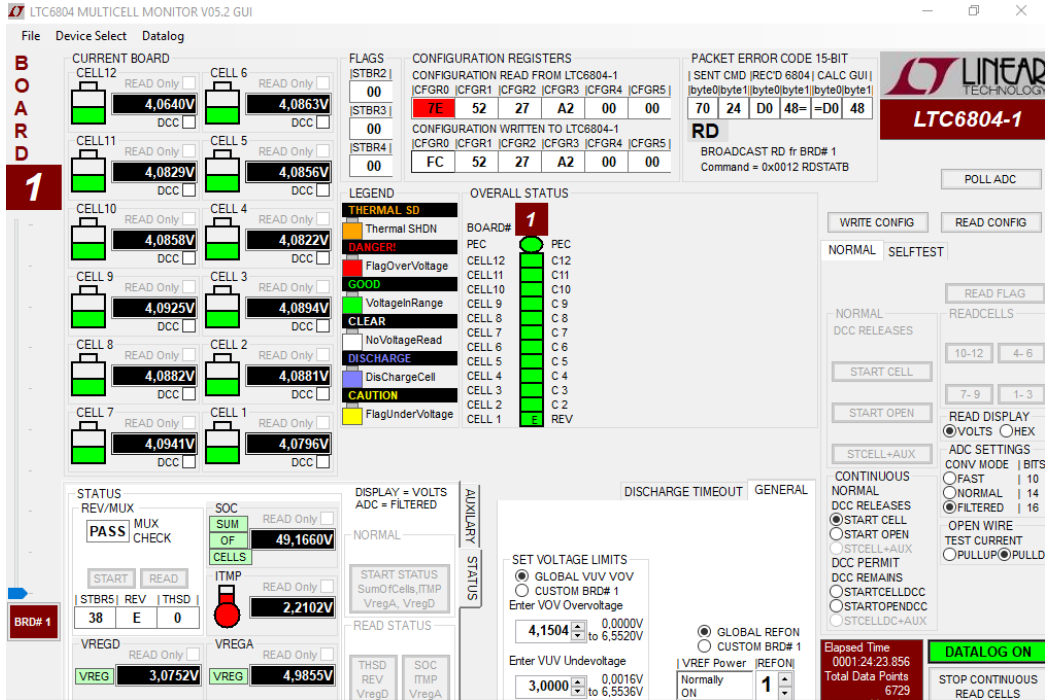 LTC6804 MULTICELL MONITOR V05.2 GUI
File Device Select Datalog
BOARD
1
BRD# 1
CURRENT BOARD
CELL12 READ Only
4,0640V
DCC
CELL 6 READ Only
4,0863V
DCC
CELL11 READ Only
4,0829V
DCC
CELL 5 READ Only
4,0856V
DCC
CELL10 READ Only
4,0858V
DCC
CELL 4 READ Only
4,0822V
DCC
CELL 9 READ Only
4,0925V
DCC
CELL 3 READ Only
4,0894V
DCC
CELL 8 READ Only
4,0882V
DCC
CELL 2 READ Only
4,0881V
DCC
CELL 7 READ Only
4,0941V
DCC
CELL 1 READ Only
4,0796V
DCC
FLAGS
|STBR2|
00
|STBR3|
00
|STBR4|
00
CONFIGURATION REGISTERS
CONFIGURATION READ FROM LTC6804-1
|CFGR0 |CFGR1 |CFGR2 |CFGR3 |CFGR4 |CFGR5|
7E 52 27 A2 00 00
CONFIGURATION WRITTEN TO LTC6804-1
|CFGR0 |CFGR1 |CFGR2 |CFGR3 |CFGR4 |CFGR5|
FC 52 27 A2 00 00
PACKET ERROR CODE 15-BIT
| SENT CMD |REC'D 6804| CALC GUI|
|byte0|byte1|byte0|byte1|byte0|byte1|
70 24 D0 48= =D0 48
RD
BROADCAST RD fr BRD# 1
Command = 0x0012 RDSTATB
LINEAR
TECHNOLOGY
LTC6804-1
LEGEND
THERMAL SD
Thermal SHDN
DANGER!
FlagOverVoltage
GOOD
VoltageInRange
CLEAR
NoVoltageRead
DISCHARGE
DisChargeCell
CAUTION
FlagUnderVoltage
OVERALL STATUS
BOARD# 1
PEC PEC
CELL12 C12
CELL11 C11
CELL10 C10
CELL 9 C 9
CELL 8 C 8
CELL 7 C 7
CELL 6 C 6
CELL 5 C 5
CELL 4 C 4
CELL 3 C 3
CELL 2 C 2
CELL 1 E REV
POLL ADC
WRITE CONFIG READ CONFIG
NORMAL SELFTEST
READ FLAG
NORMAL
DCC RELEASES
START CELL
START OPEN
STCELL+AUX
READCELLS
10-12 4- 6
7- 9 1- 3
READ DISPLAY
VOLTS HEX
ADC SETTINGS
CONV MODE | BITS
FAST | 10
NORMAL | 14
FILTERED | 16
OPEN WIRE
TEST CURRENT
PULLUP PULLD
CONTINUOUS
NORMAL
DCC RELEASES
START CELL
START OPEN
STCELL+AUX
DCC PERMIT
DCC REMAINS
STARTCELLDCC
STARTOPENDCC
STCELLDC+AUX
STATUS
REV/MUX
PASS MUX
CHECK
START READ
|STBR5| REV |THSD |
38 E 0
SOC
SUM
OF
CELLS
READ Only
49,1660V
ITMP
READ Only
2,2102V
VREGD
READ Only
VREG 3,0752V
VREGA
READ Only
VREG 4,9855V
DISPLAY = VOLTS
ADC = FILTERED
NORMAL
START STATUS
SumOfCells,ITMP
VregA, VregD
READ STATUS
THSD
REV
VregD
SOC
ITMP
VregA
AUXILARY
STATUS
DISCHARGE TIMEOUT GENERAL
SET VOLTAGE LIMITS
GLOBAL VUV VOV
CUSTOM BRD# 1
Enter VOV Overvoltage
4,1504 0,0000V
to 6,5520V
Enter VUV Undevoltage
3,0000 0,0016V
to 6,5536V
GLOBAL REFON
CUSTOM BRD# 1
| VREF Power |REFON|
Normally
ON
1
Elapsed Time
0001:24:23.856
Total Data Points
6729
DATALOG ON
STOP CONTINUOUS
READ CELLS